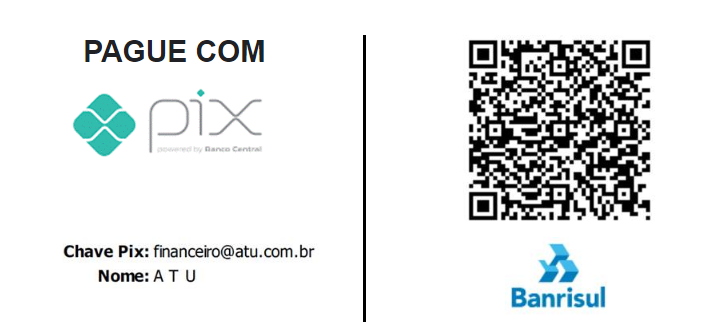 PAGUE COM
pix
powered by Banco Central
Chave Pix: financeiro@atu.com.br
Nome: A T U
Banrisul